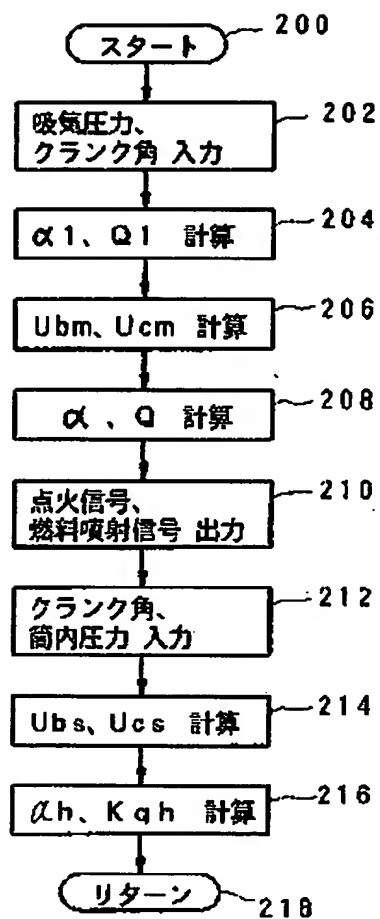 スタート 200
吸気圧力、 202
クランク角 入力
α1、Q1 計算 204
Ubm、Ucm 計算 206
α、Q 計算 208
点火信号、 210
燃料噴射信号 出力
クランク角、 212
筒内圧力 入力
Ubs、Ucs 計算 214
αh、Kqh 計算 216
リターン 218